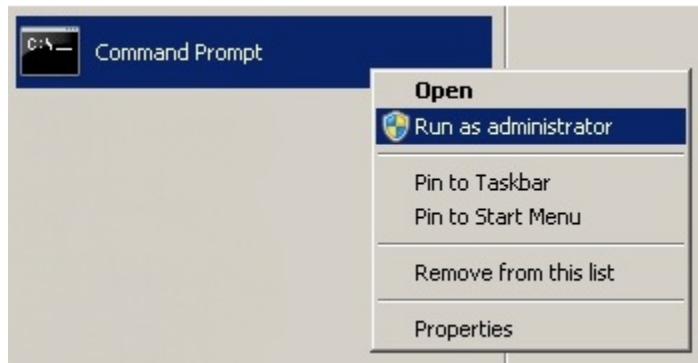 C:\
Command Prompt
Open
Run as administrator
Pin to Taskbar
Pin to Start Menu
Remove from this list
Properties